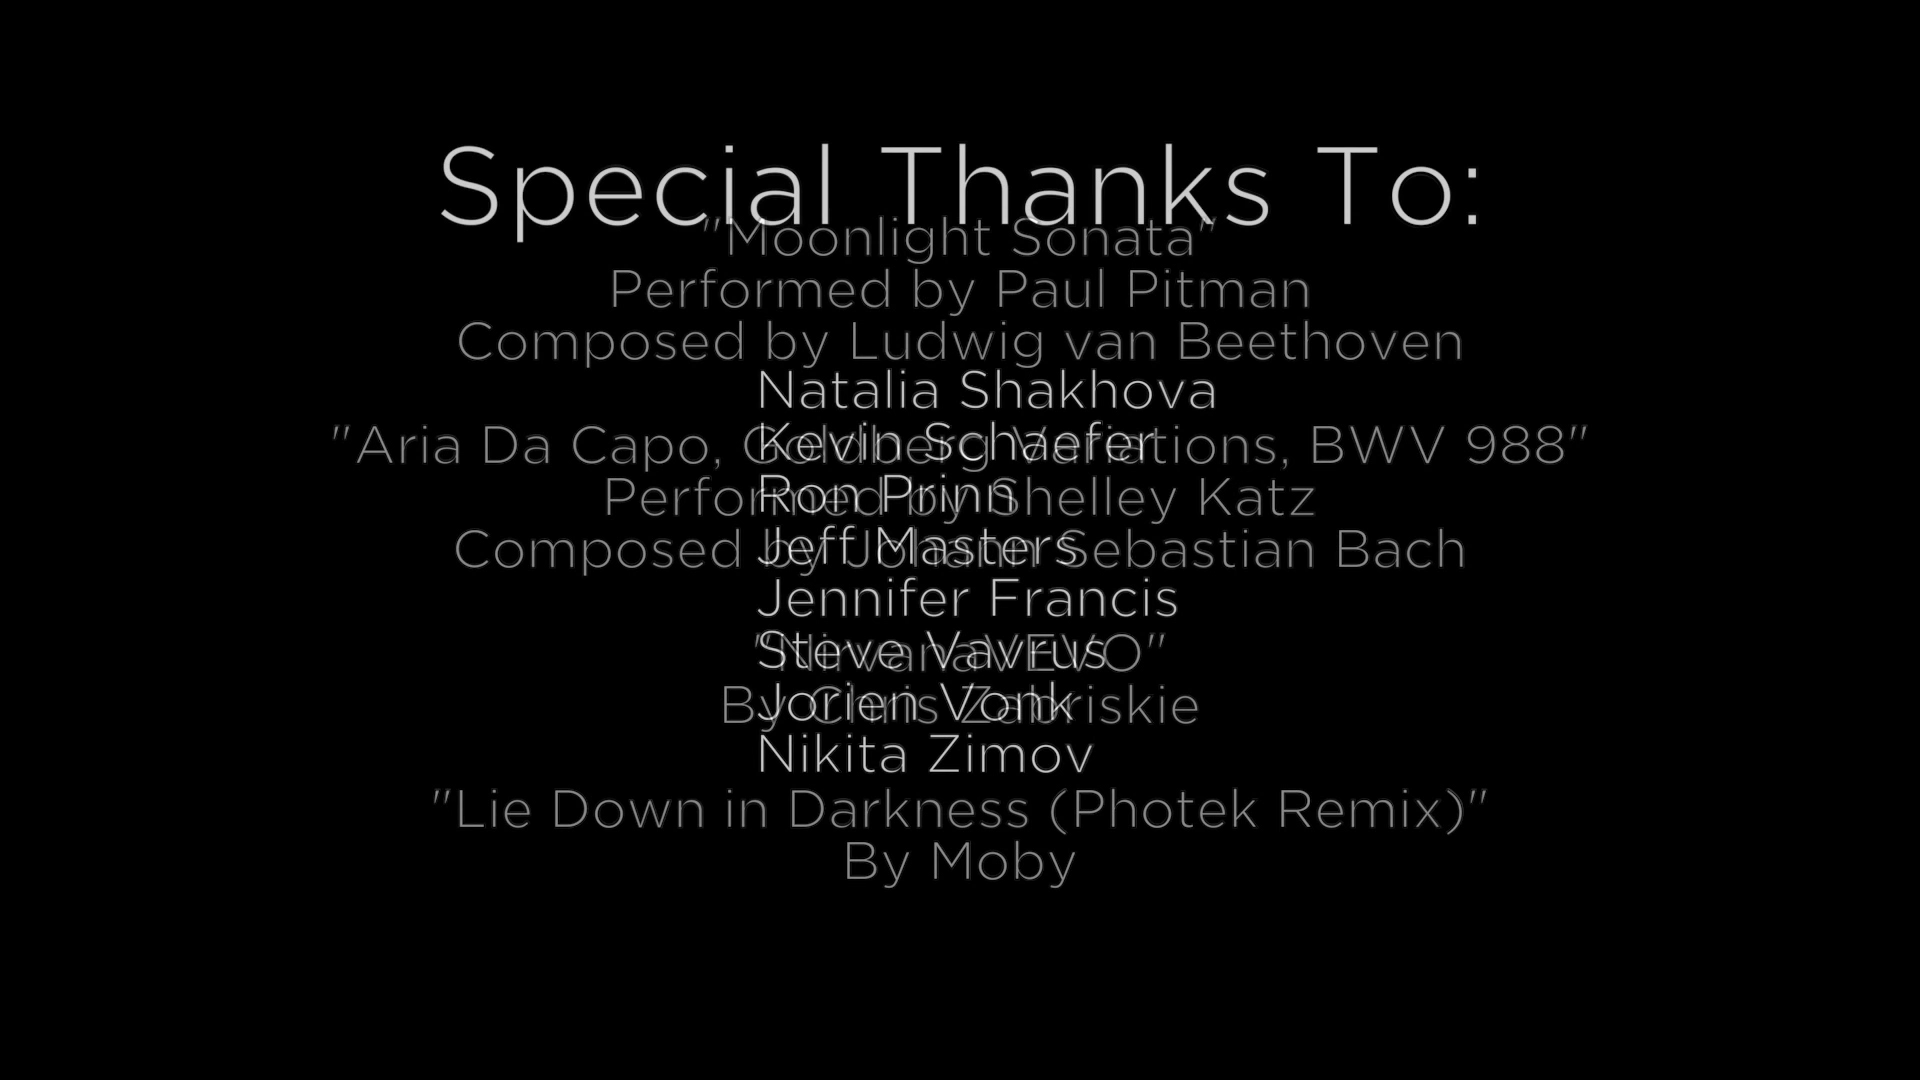 Special Thanks To:
"Moonlight Sonata"
Performed by Paul Pitman
Composed by Ludwig van Beethoven
Natalia Shakhova
"Aria Da Capo, Goldberg Variations, BWV 988"
Kevin Schaefer
Performed by Shelley Katz
Ron Prinn
Composed by Johann Sebastian Bach
Jeff Masters
Jennifer Francis
Steve Vavrus
"NirvanaVEVO"
Jorien Vonk
By Chris Zabriskie
Nikita Zimov
"Lie Down in Darkness (Photek Remix)"
By Moby